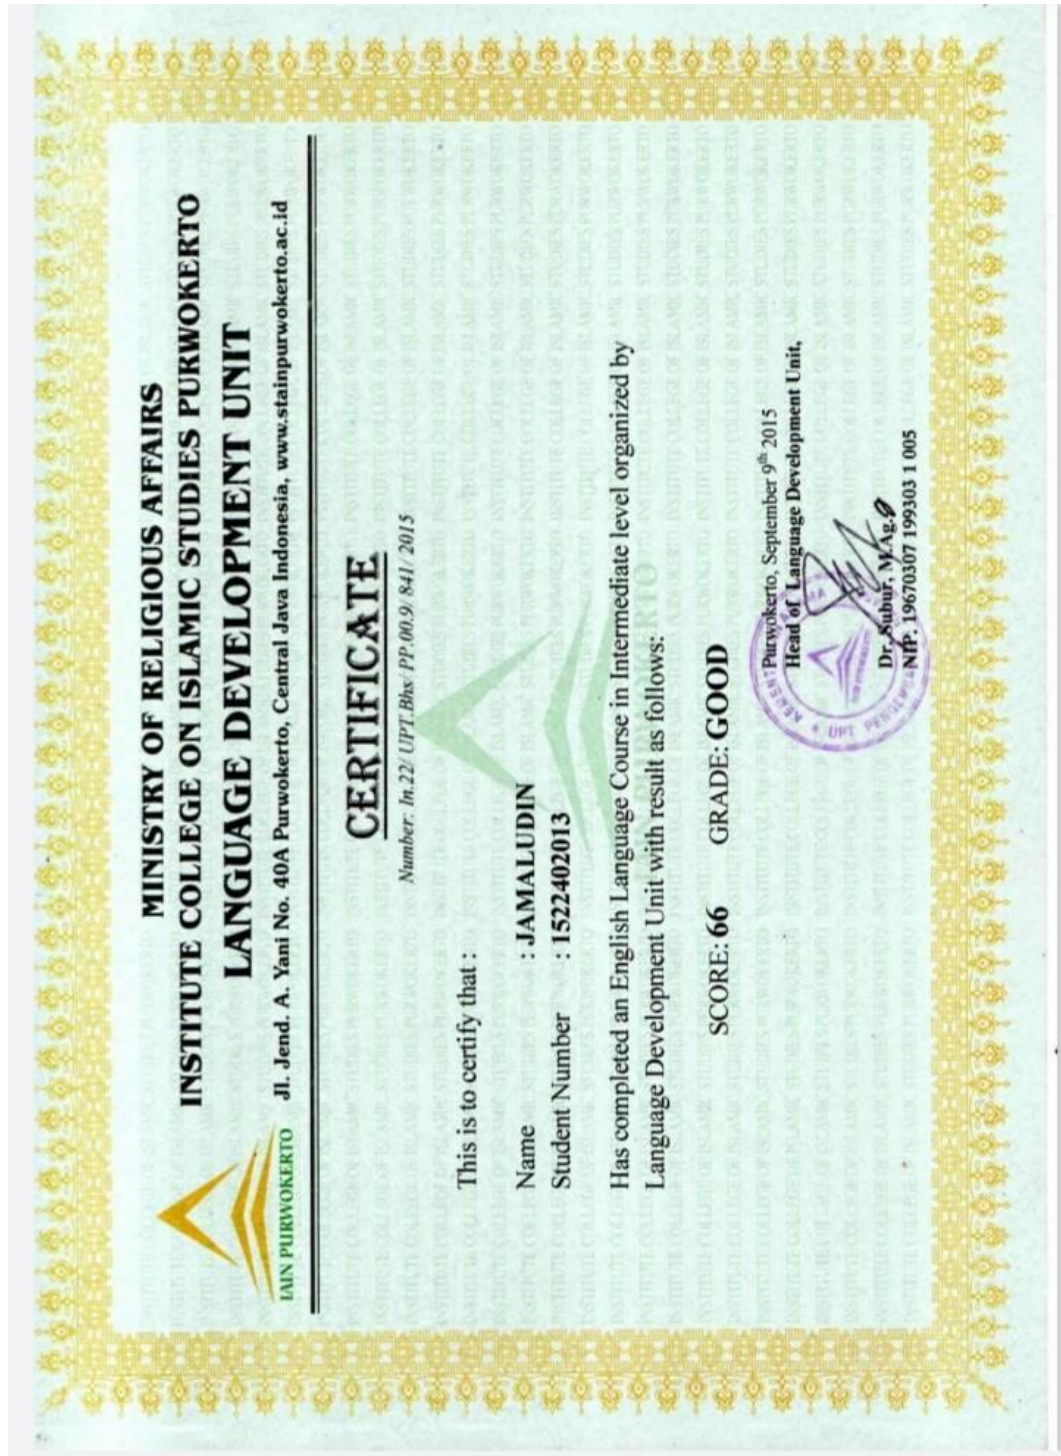 MINISTRY OF RELIGIOUS AFFAIRS
INSTITUTE COLLEGE ON ISLAMIC STUDIES PURWOKERTO
LANGUAGE DEVELOPMENT UNIT
IAIN PURWOKERTO
Jl. Jend. A. Yani No. 40A Purwokerto, Central Java Indonesia, www.stainpurwokerto.ac.id
CERTIFICATE
Number: In.22/ UPT.Bhs/ PP.00.9/ 841/ 2015
This is to certify that :
Name : JAMALUDIN
Student Number : 1522402013
Has completed an English Language Course in Intermediate level organized by
Language Development Unit with result as follows:
SCORE: 66 GRADE: GOOD
Purwokerto, September 9th 2015
Head of Language Development Unit,
Dr. Subur, M.Ag.
NIP. 19670307 199303 1 005